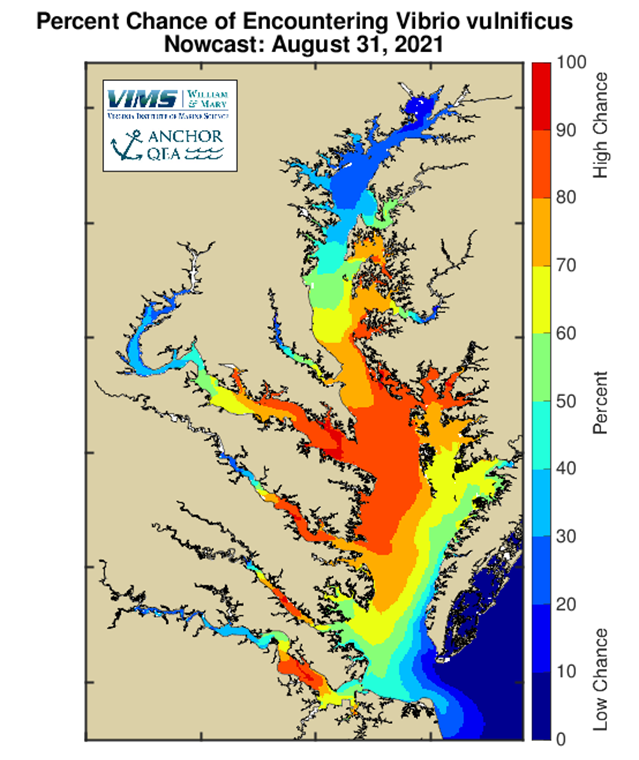 Percent Chance of Encountering Vibrio vulnificus
Nowcast: August 31, 2021
VIMS | WILLIAM & MARY
VIRGINIA INSTITUTE OF MARINE SCIENCE
ANCHOR
QEA
100
90
80
70
60
50
40
30
20
10
0
High Chance
Percent
Low Chance